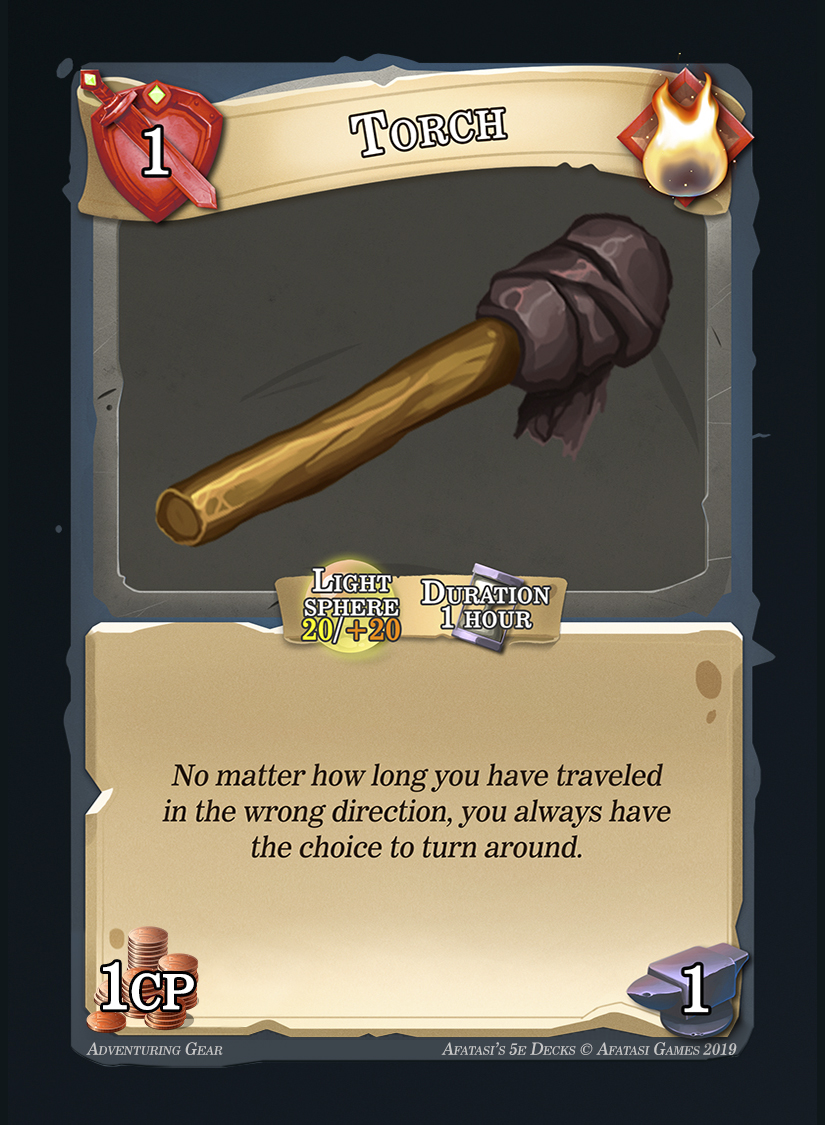 1
Torch
Light
sphere
20/+20
Duration
1 hour
No matter how long you have traveled
in the wrong direction, you always have
the choice to turn around.
1CP
1
Adventuring Gear
Afatasi's 5e Decks © Afatasi Games 2019